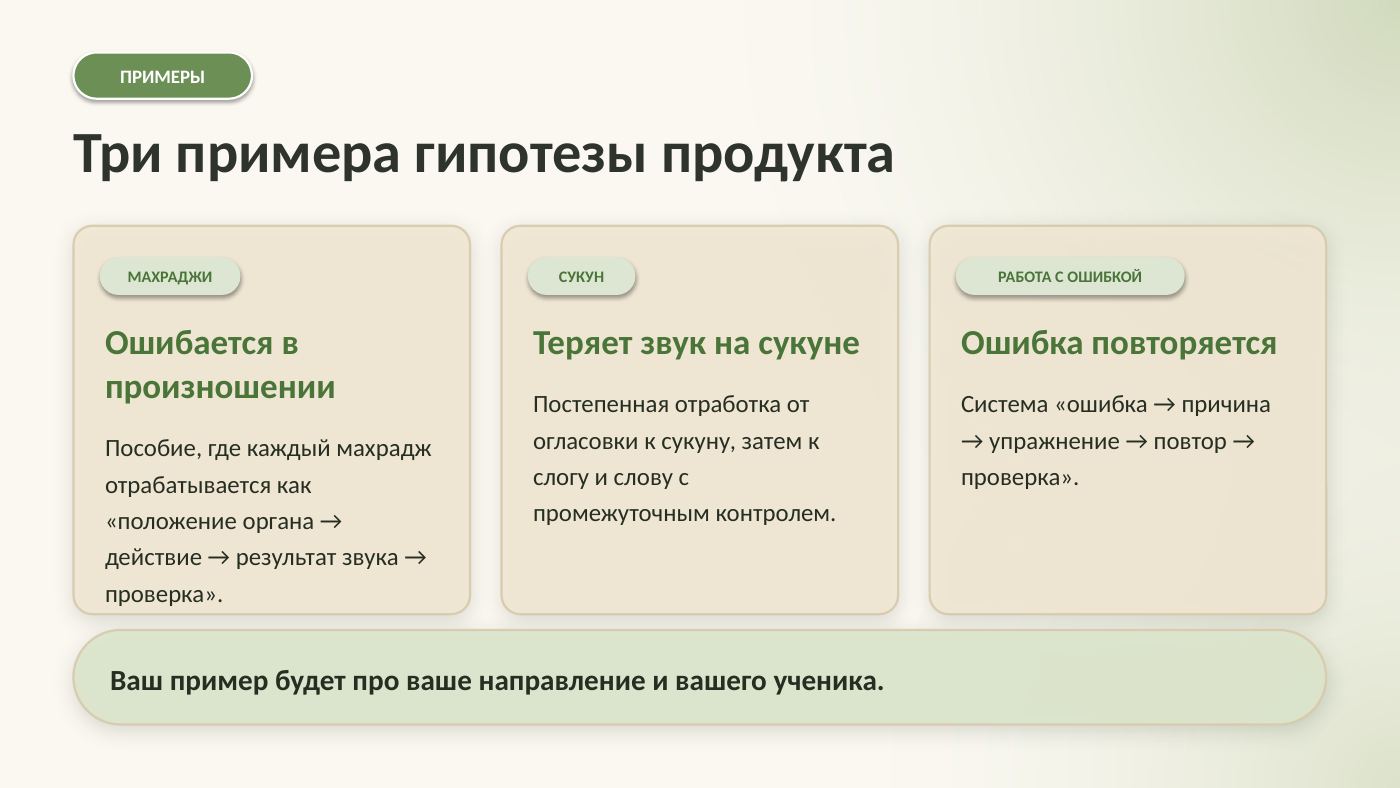 ПРИМЕРЫ
Три примера гипотезы продукта
МАХРАДЖИ
Ошибается в
произношении
Пособие, где каждый махрадж
отрабатывается как
«положение органа →
действие → результат звука →
проверка».
СУКУН
Теряет звук на сукуне
Постепенная отработка от
огласовки к сукуну, затем к
слогу и слову с
промежуточным контролем.
РАБОТА С ОШИБКОЙ
Ошибка повторяется
Система «ошибка → причина
→ упражнение → повтор →
проверка».
Ваш пример будет про ваше направление и вашего ученика.